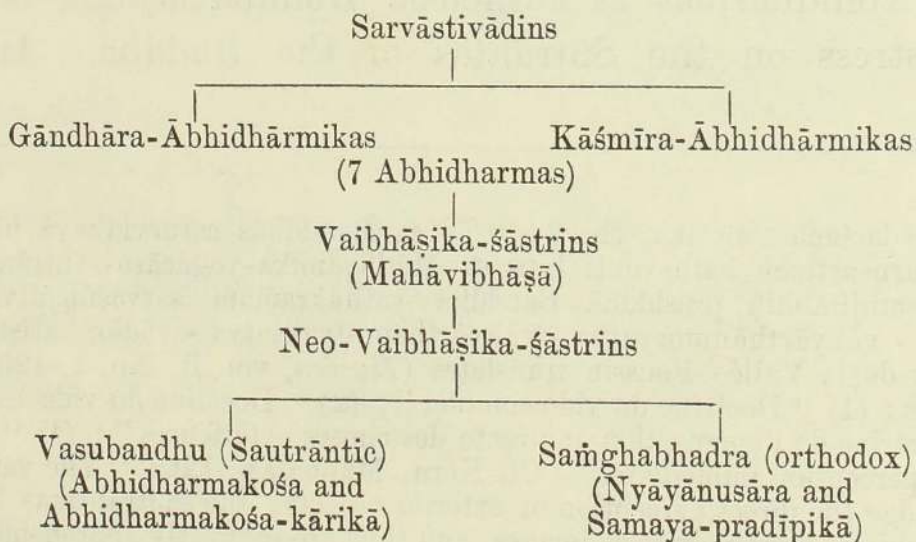 Sarvāstivādins
Gāndhāra-Ābhidhārmikas Kāśmīra-Ābhidhārmikas
(7 Abhidharmas)
Vaibhāṣika-śāstrins
(Mahāvibhāṣā)
Neo-Vaibhāṣika-śāstrins
Vasubandhu (Sautrāntic) Saṁghabhadra (orthodox)
(Abhidharmakośa and (Nyāyānusāra and
Abhidharmakośa-kārikā) Samaya-pradīpikā)